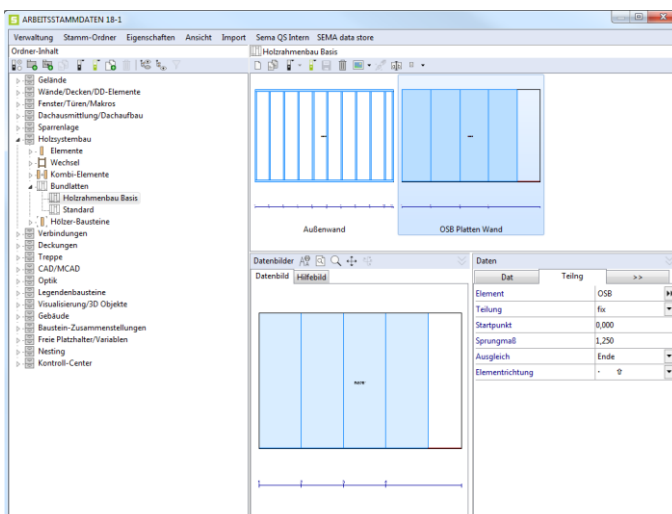 S ARBEITSSTAMMDATEN 18-1
Verwaltung Stamm-Ordner Eigenschaften Ansicht Import Sema QS Intern SEMA data store
Ordner-Inhalt
Gelände
Wände/Decken/DD-Elemente
Fenster/Türen/Makros
Dachausmittlung/Dachaufbau
Sparrenlage
Holzsystembau
Elemente
Wechsel
Kombi-Elemente
Bundlatten
Holzrahmenbau Basis
Standard
Hölzer-Bausteine
Verbindungen
Deckungen
Treppe
CAD/MCAD
Optik
Legendenbausteine
Visualisierung/3D Objekte
Gebäude
Baustein-Zusammenstellungen
Freie Platzhalter/Variablen
Nesting
Kontroll-Center
Holzrahmenbau Basis
Außenwand
OSB Platten Wand
Datenbilder
Datenbild Hilfebild
Daten
Dat Teilng >>
Element OSB
Teilung fix
Startpunkt 0,000
Sprungmaß 1,250
Ausgleich Ende
Elementrichtung - ⇧